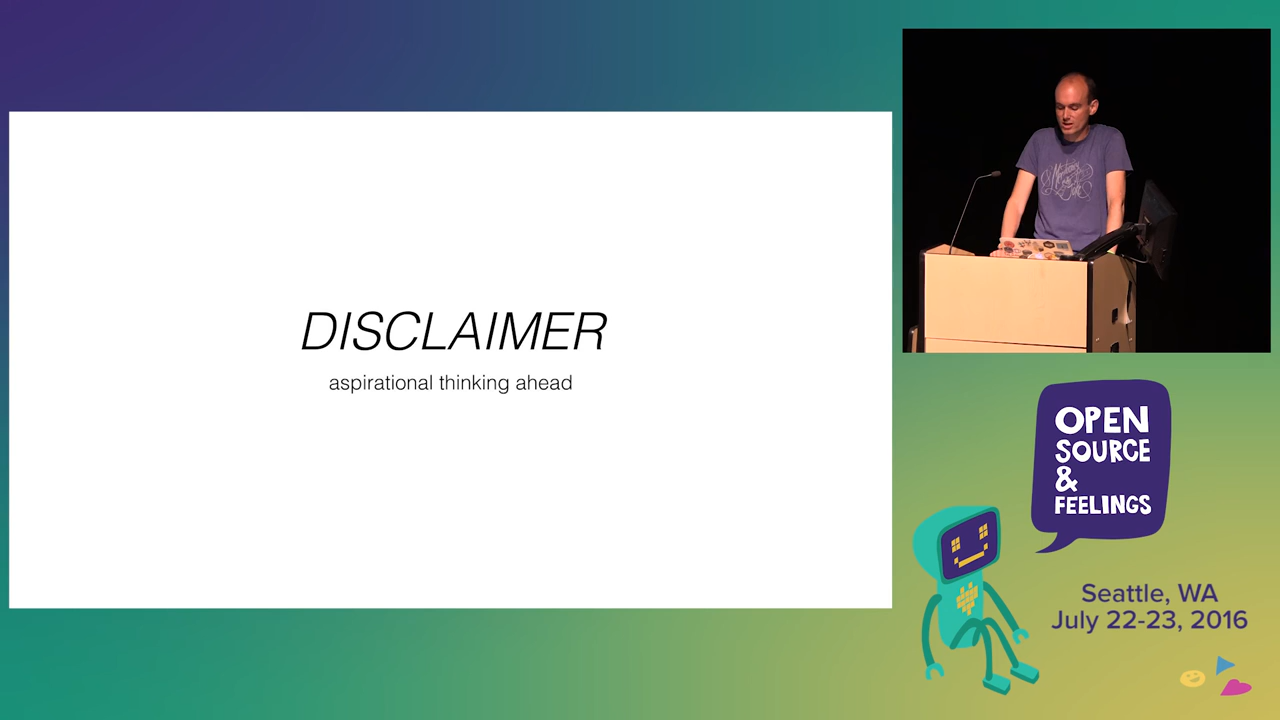 DISCLAIMER
aspirational thinking ahead
OPEN
SOURCE
&
FEELINGS
Seattle, WA
July 22-23, 2016